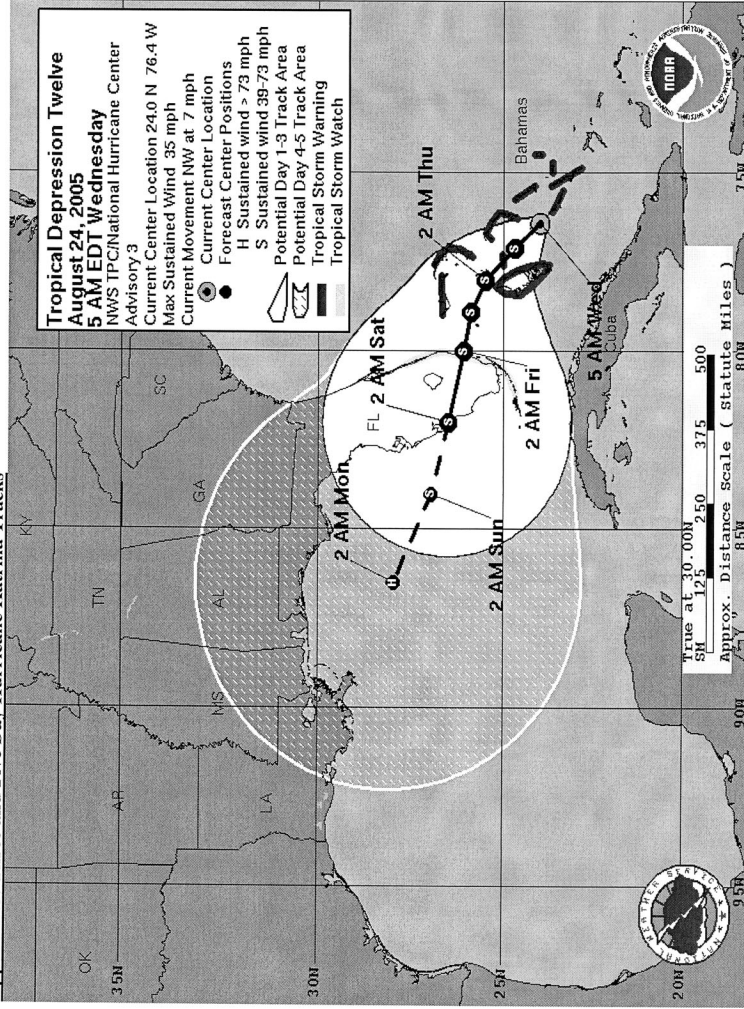 Tropical Depression Twelve
August 24, 2005
5 AM EDT Wednesday
NWS TPC/National Hurricane Center
Advisory 3
Current Center Location 24.0 N 76.4 W
Max Sustained Wind 35 mph
Current Movement NW at 7 mph
Current Center Location
Forecast Center Positions
H Sustained wind > 73 mph
S Sustained wind 39-73 mph
Potential Day 1-3 Track Area
Potential Day 4-5 Track Area
Tropical Storm Warning
Tropical Storm Watch
NOAA
OK
AR
LA
MS
TN
AL
KY
GA
SC
FL
35N
30N
25N
20N
95W
90W
85W
80W
75W
2 AM Mon
2 AM Sun
2 AM Sat
2 AM Fri
2 AM Thu
5 AM Wed
H
S
S
S
S
S
S
Bahamas
Cuba
True at 30.00N
SM 125 250 375 500
Approx. Distance Scale ( Statute Miles )
NATIONAL WEATHER SERVICE